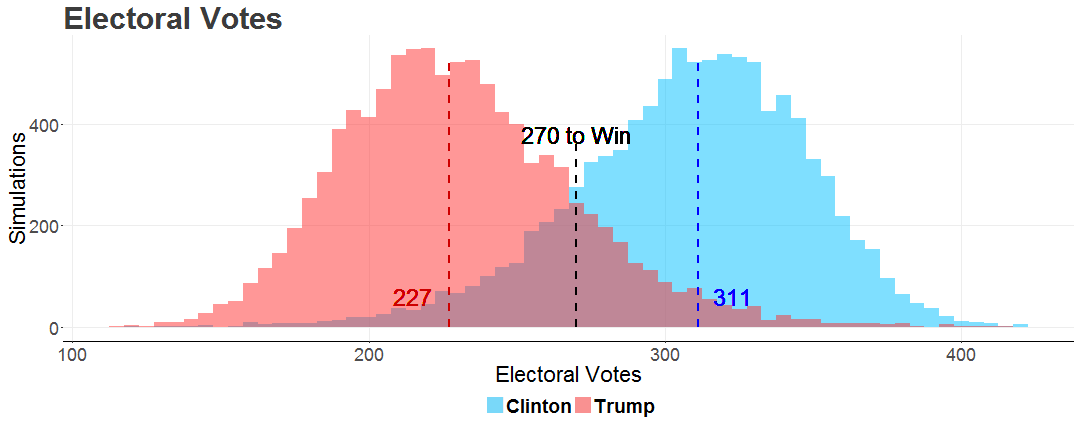 Electoral Votes
Simulations
400
200
0
270 to Win
227
311
100 200 300 400
Electoral Votes
Clinton Trump